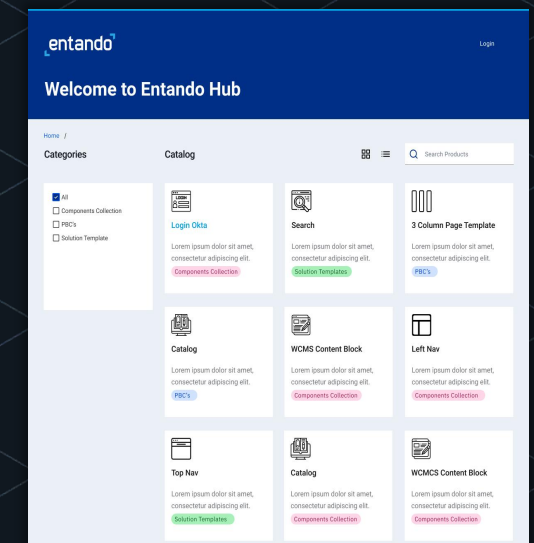 entando
Login
Welcome to Entando Hub
Home /
Categories
Catalog
Search Products
All
Components Collection
PBC's
Solution Template
LOGIN
Login Okta
Lorem ipsum dolor sit amet,
consectetur adipiscing elit.
Components Collection
Search
Lorem ipsum dolor sit amet,
consectetur adipiscing elit.
Solution Templates
3 Column Page Template
Lorem ipsum dolor sit amet,
consectetur adipiscing elit.
PBC's
Catalog
Lorem ipsum dolor sit amet,
consectetur adipiscing elit.
PBC's
WCMS Content Block
Lorem ipsum dolor sit amet,
consectetur adipiscing elit.
Components Collection
Left Nav
Lorem ipsum dolor sit amet,
consectetur adipiscing elit.
Components Collection
Top Nav
Lorem ipsum dolor sit amet,
consectetur adipiscing elit.
Solution Templates
Catalog
Lorem ipsum dolor sit amet,
consectetur adipiscing elit.
Components Collection
WCMCS Content Block
Lorem ipsum dolor sit amet,
consectetur adipiscing elit.
Components Collection